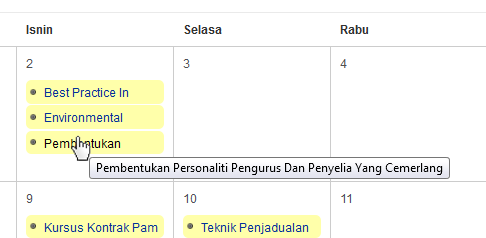 Isnin Selasa Rabu
2 3 4
Best Practice In
Environmental
Pembentukan
Pembentukan Personaliti Pengurus Dan Penyelia Yang Cemerlang
9 10 11
Kursus Kontrak Pam Teknik Penjadualan